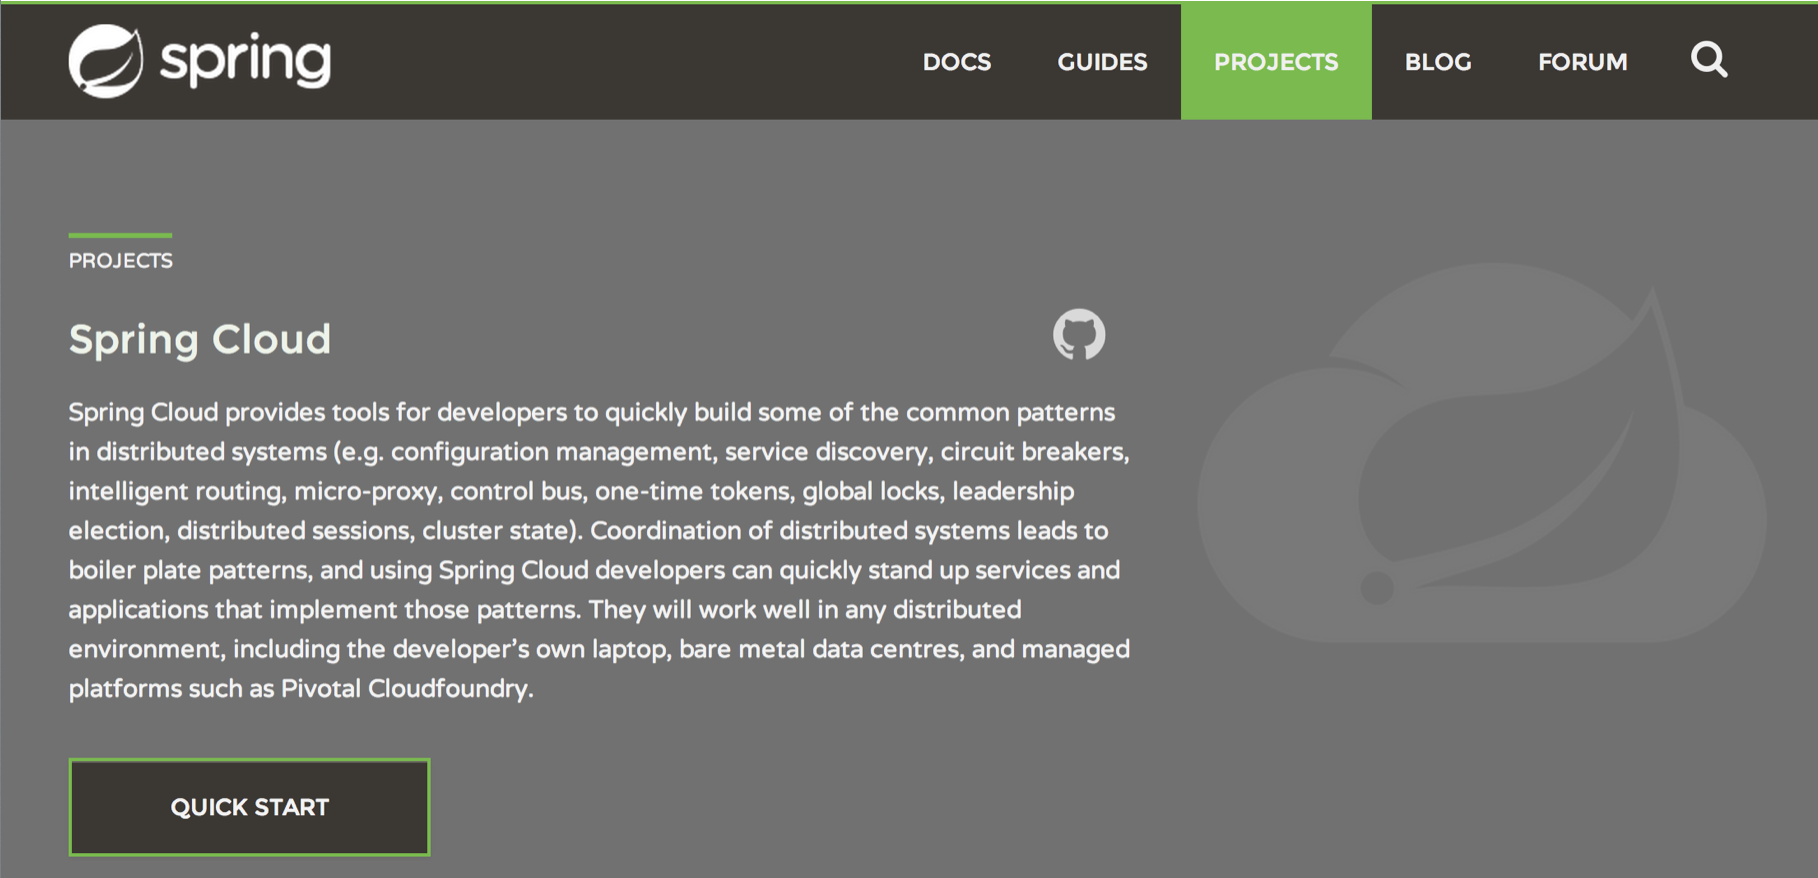 spring
DOCS GUIDES PROJECTS BLOG FORUM
PROJECTS
Spring Cloud
Spring Cloud provides tools for developers to quickly build some of the common patterns
in distributed systems (e.g. configuration management, service discovery, circuit breakers,
intelligent routing, micro-proxy, control bus, one-time tokens, global locks, leadership
election, distributed sessions, cluster state). Coordination of distributed systems leads to
boiler plate patterns, and using Spring Cloud developers can quickly stand up services and
applications that implement those patterns. They will work well in any distributed
environment, including the developer’s own laptop, bare metal data centres, and managed
platforms such as Pivotal Cloudfoundry.
QUICK START